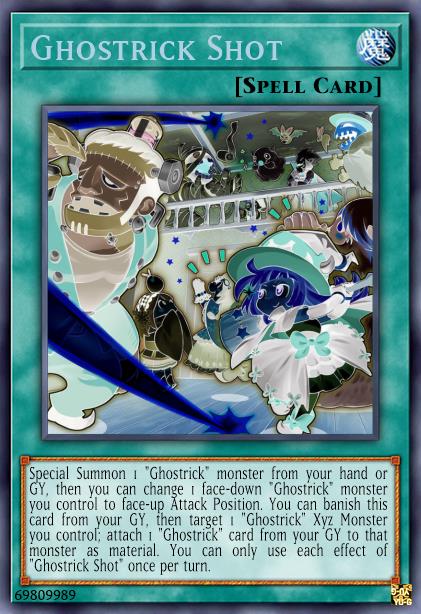 Ghostrick Shot
魔
[Spell Card]
Special Summon 1 "Ghostrick" monster from your hand or
GY, then you can change 1 face-down "Ghostrick" monster
you control to face-up Attack Position. You can banish
this card from your GY, then target 1 "Ghostrick" Xyz Monster
you control; attach 1 "Ghostrick" card from your GY to that
monster as material. You can only use each effect of
"Ghostrick Shot" once per turn.
69809989